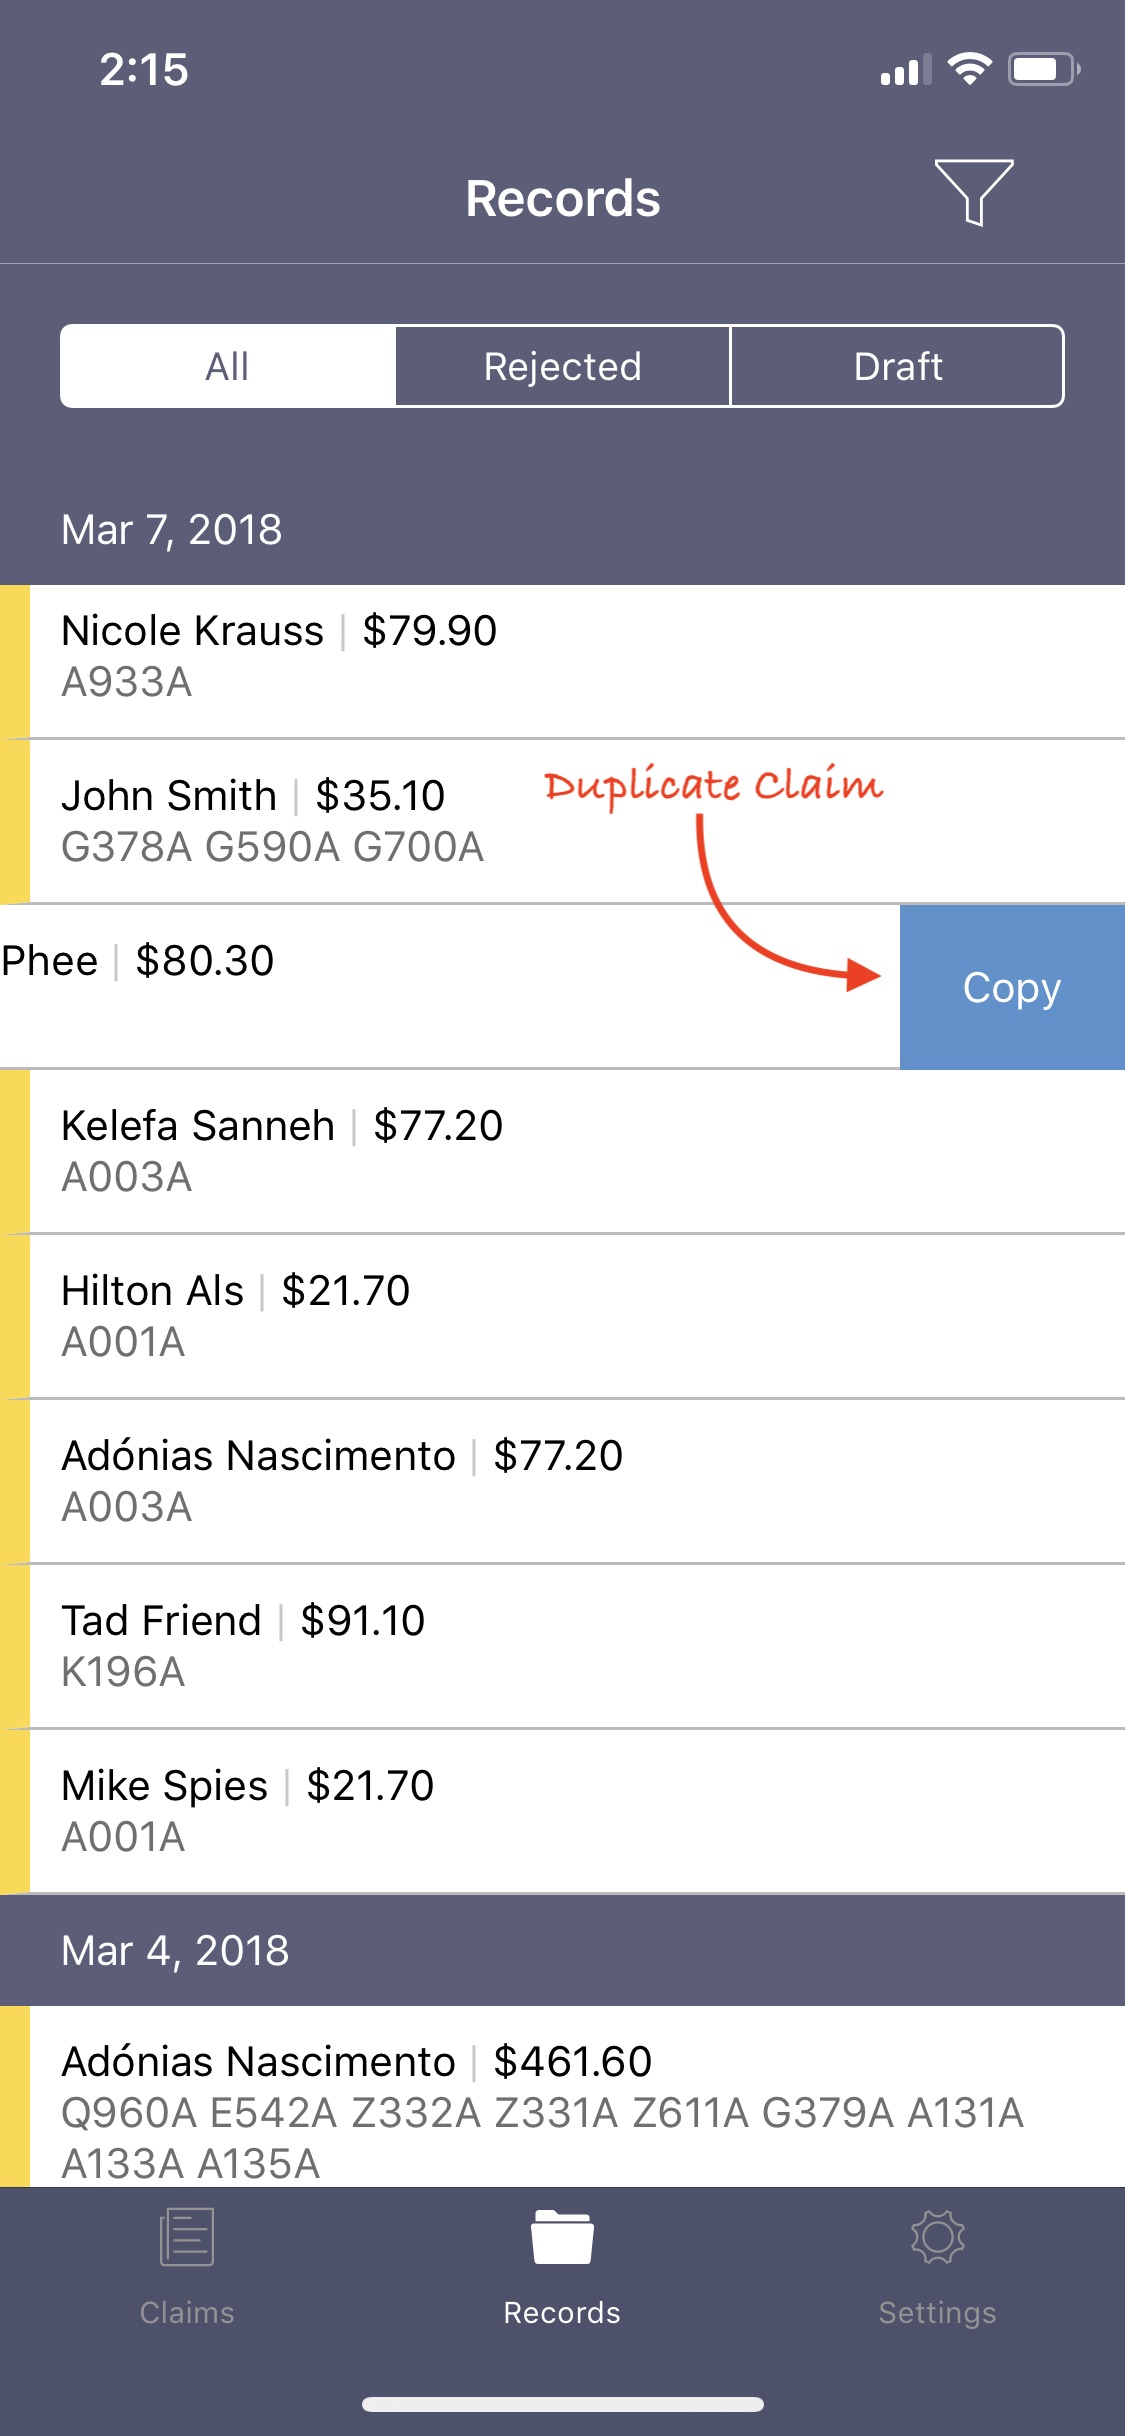 2:15
Records
All Rejected Draft
Mar 7, 2018
Nicole Krauss | $79.90
A933A
John Smith | $35.10
G378A G590A G700A
Duplicate Claim
Phee | $80.30
Copy
Kelefa Sanneh | $77.20
A003A
Hilton Als | $21.70
A001A
Adónias Nascimento | $77.20
A003A
Tad Friend | $91.10
K196A
Mike Spies | $21.70
A001A
Mar 4, 2018
Adónias Nascimento | $461.60
Q960A E542A Z332A Z331A Z611A G379A A131A
A133A A135A
Claims Records Settings